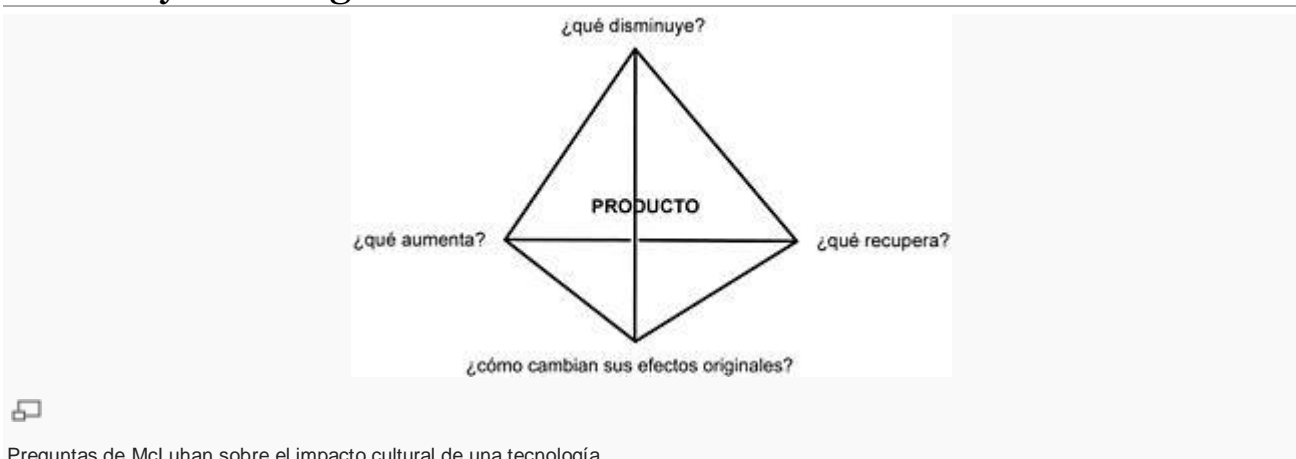 ¿qué disminuye?
PRODUCTO
¿qué aumenta?
¿qué recupera?
¿cómo cambian sus efectos originales?
Preguntas de McLuhan sobre el impacto cultural de una tecnología